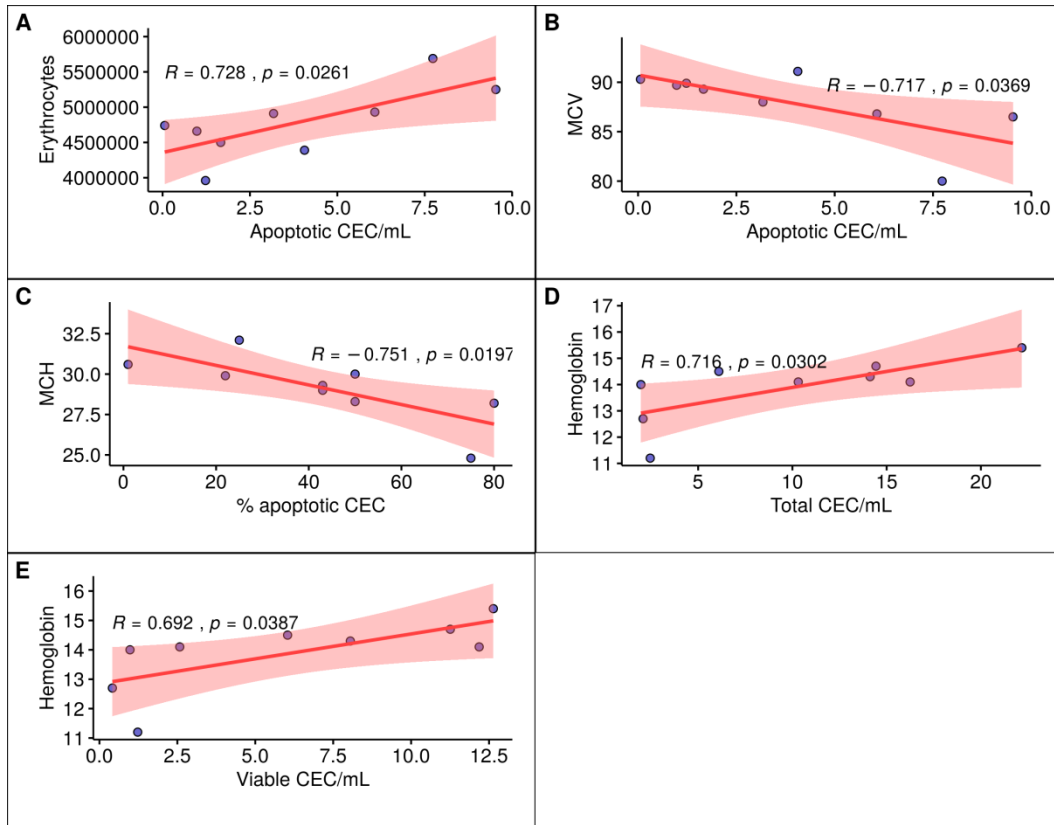 A
Erythrocytes
6000000
5500000
5000000
4500000
4000000
R = 0.728 , p = 0.0261
0.0 2.5 5.0 7.5 10.0
Apoptotic CEC/mL
B
MCV
90
85
80
R = −0.717 , p = 0.0369
0.0 2.5 5.0 7.5 10.0
Apoptotic CEC/mL
C
MCH
32.5
30.0
27.5
25.0
R = −0.751 , p = 0.0197
0 20 40 60 80
% apoptotic CEC
D
Hemoglobin
17
16
15
14
13
12
11
R = 0.716 , p = 0.0302
5 10 15 20
Total CEC/mL
E
Hemoglobin
16
15
14
13
12
11
R = 0.692 , p = 0.0387
0.0 2.5 5.0 7.5 10.0 12.5
Viable CEC/mL